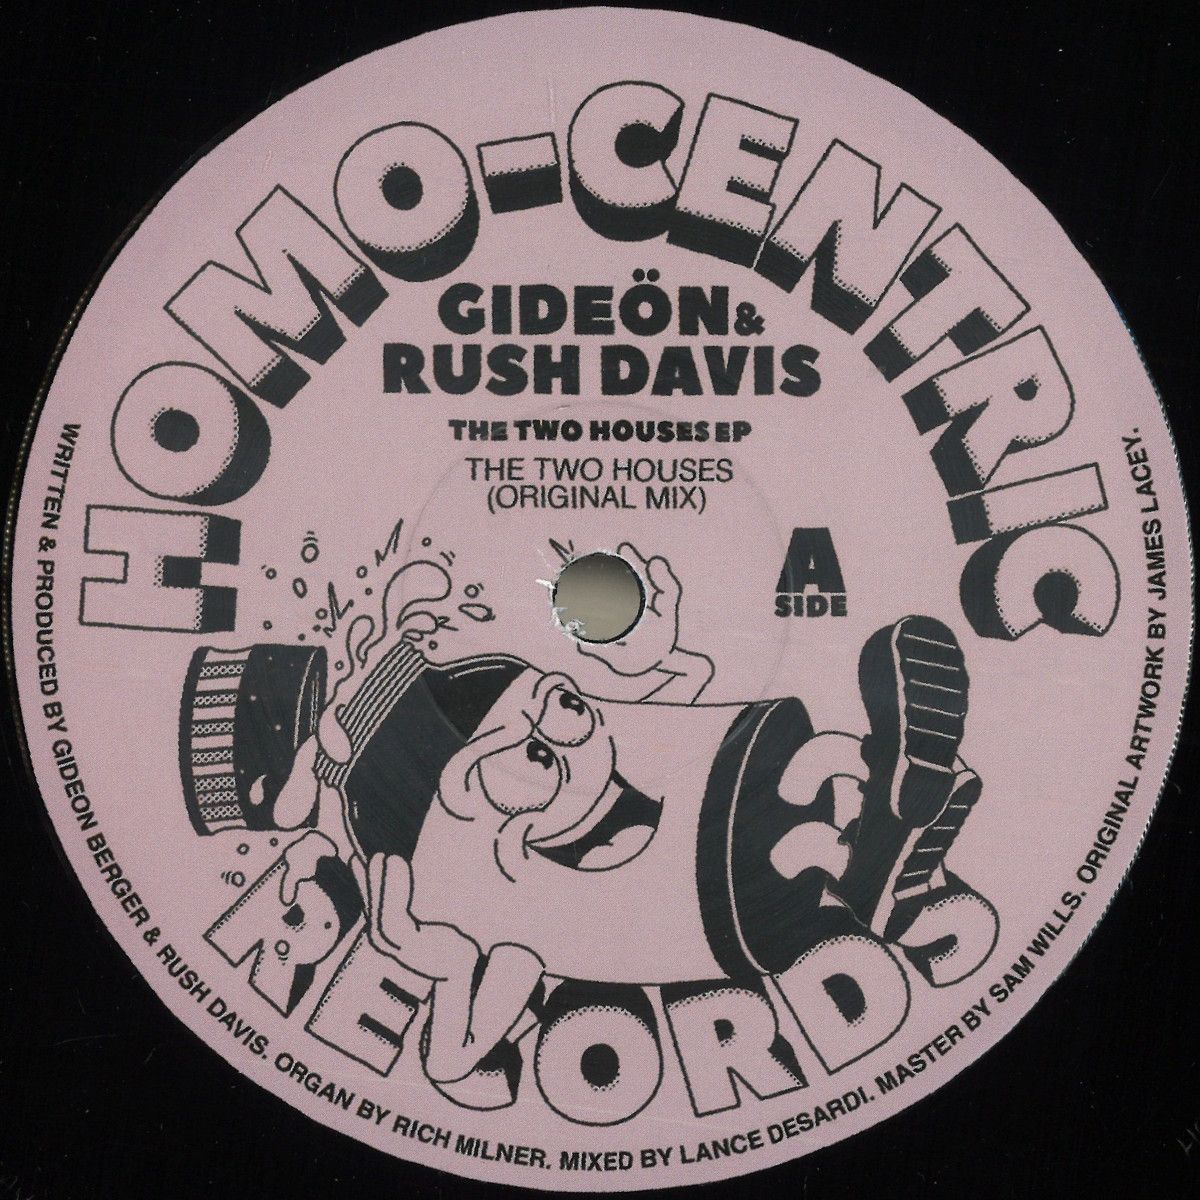 HOMO-CENTRIC
GIDEÖN &
RUSH DAVIS
THE TWO HOUSES EP
THE TWO HOUSES
(ORIGINAL MIX)
A
SIDE
RECORDS
WRITTEN & PRODUCED BY GIDEON BERGER & RUSH DAVIS. ORGAN BY RICH MILNER. MIXED BY LANCE DESARDI. MASTER BY SAM WILLS. ORIGINAL ARTWORK BY JAMES LACEY.